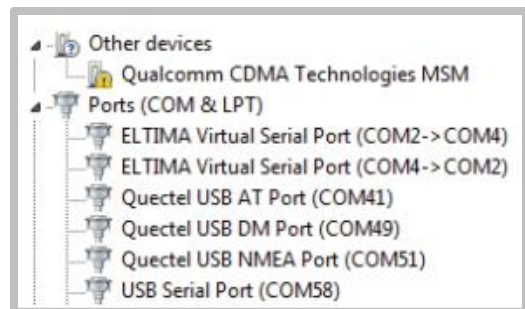 Other devices
Qualcomm CDMA Technologies MSM
Ports (COM & LPT)
ELTIMA Virtual Serial Port (COM2->COM4)
ELTIMA Virtual Serial Port (COM4->COM2)
Quectel USB AT Port (COM41)
Quectel USB DM Port (COM49)
Quectel USB NMEA Port (COM51)
USB Serial Port (COM58)